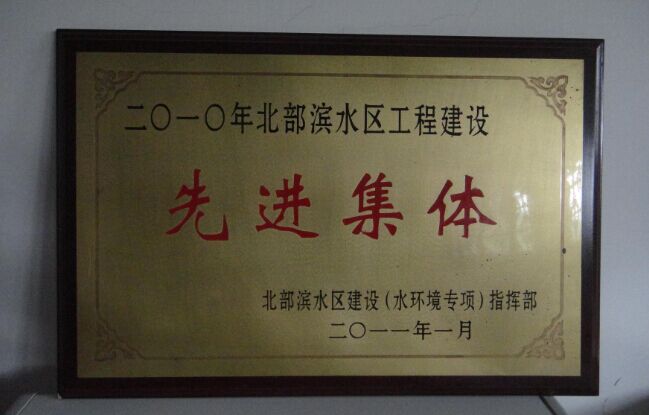 二〇一〇年北部滨水区工程建设
先进集体
北部滨水区建设(水环境专项)指挥部
二〇一一年一月